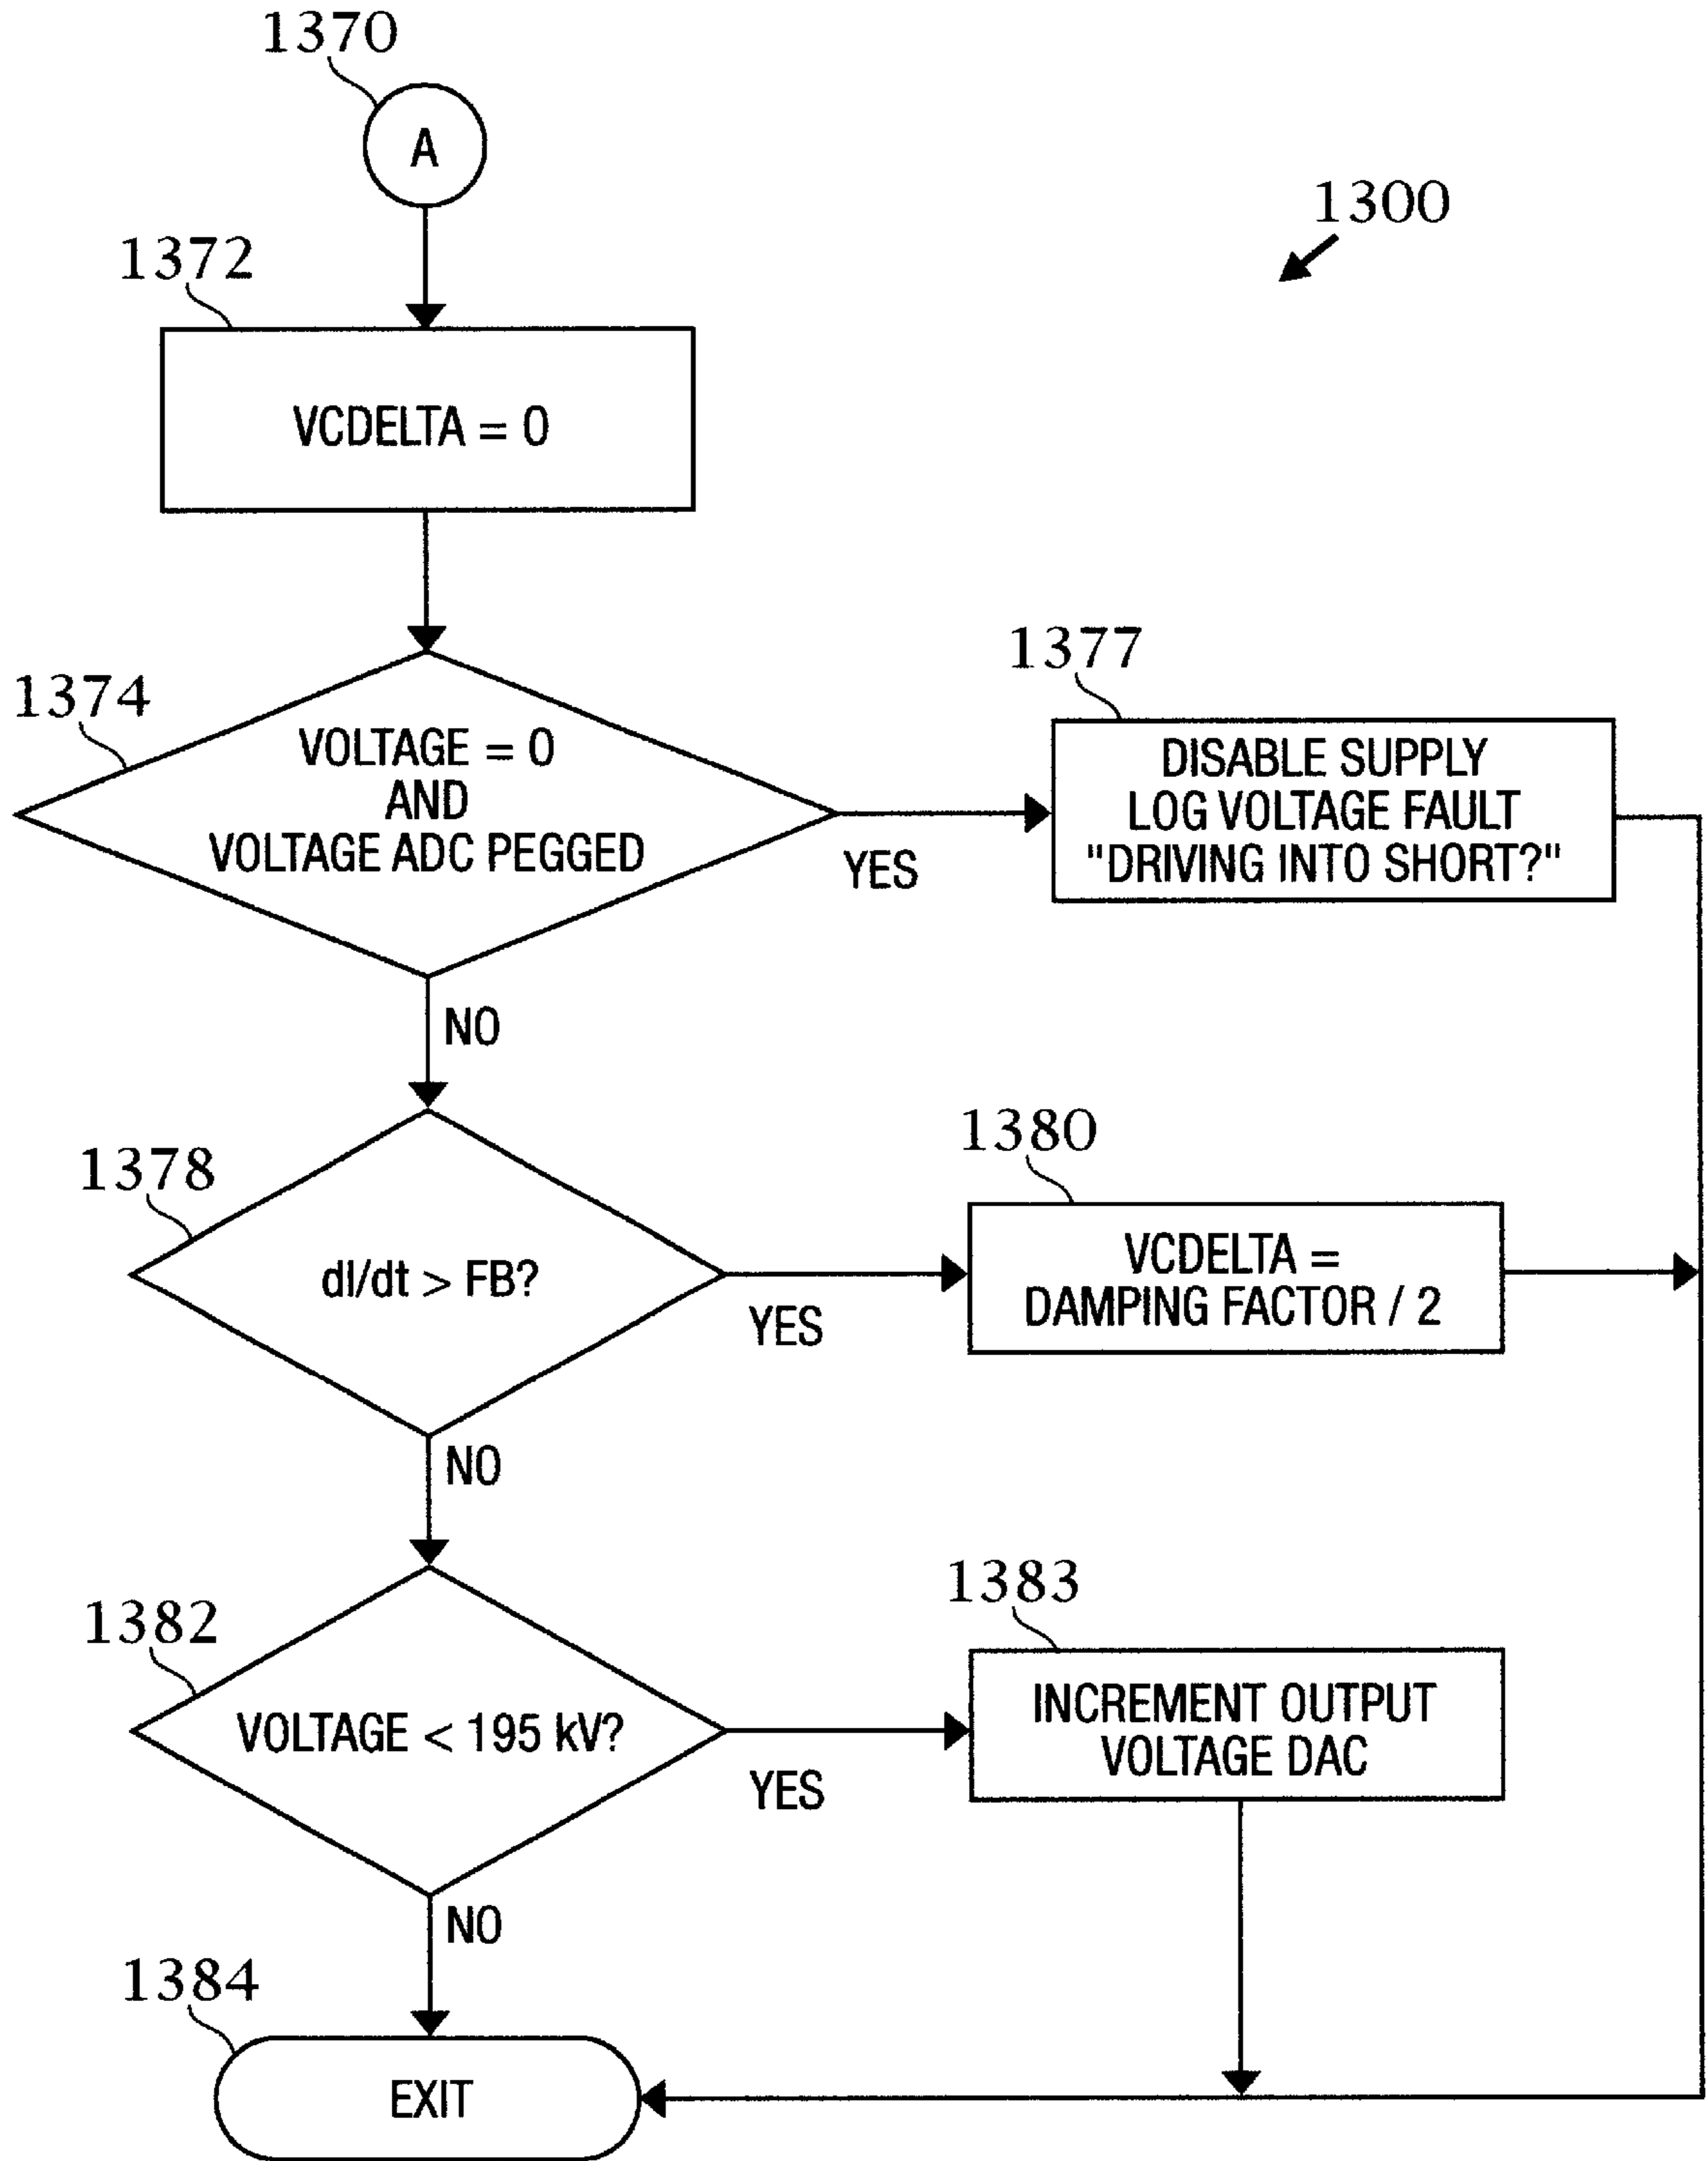 1370
A
1300
1372
VCDELTA = 0
1374
VOLTAGE = 0
AND
VOLTAGE ADC PEGGED
YES
1377
DISABLE SUPPLY
LOG VOLTAGE FAULT
"DRIVING INTO SHORT?"
NO
1378
dI/dt > FB?
YES
1380
VCDELTA =
DAMPING FACTOR / 2
NO
1382
VOLTAGE < 195 kV?
YES
1383
INCREMENT OUTPUT
VOLTAGE DAC
NO
1384
EXIT